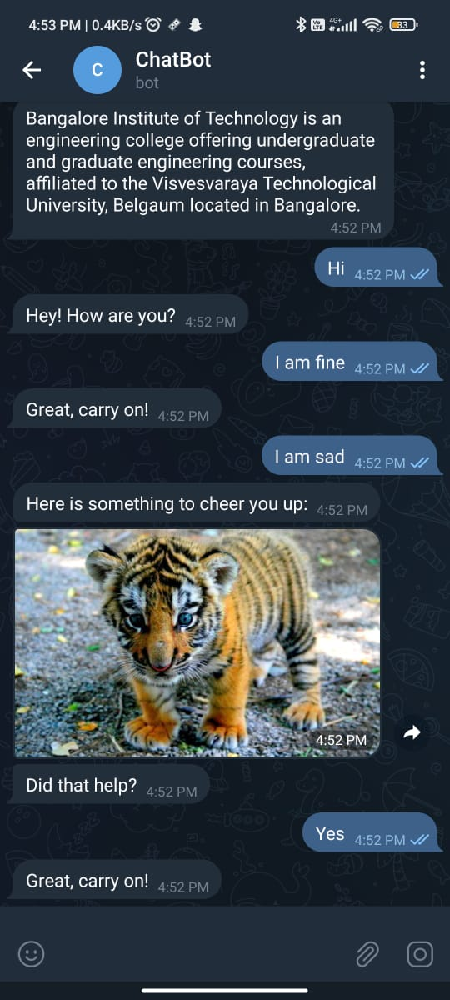 4:53 PM | 0.4KB/s
Vo LTE 4G+ 83
C ChatBot
bot
Bangalore Institute of Technology is an
engineering college offering undergraduate
and graduate engineering courses,
affiliated to the Visvesvaraya Technological
University, Belgaum located in Bangalore.
4:52 PM
Hi 4:52 PM
Hey! How are you? 4:52 PM
I am fine 4:52 PM
Great, carry on! 4:52 PM
I am sad 4:52 PM
Here is something to cheer you up: 4:52 PM
4:52 PM
Did that help? 4:52 PM
Yes 4:52 PM
Great, carry on! 4:52 PM